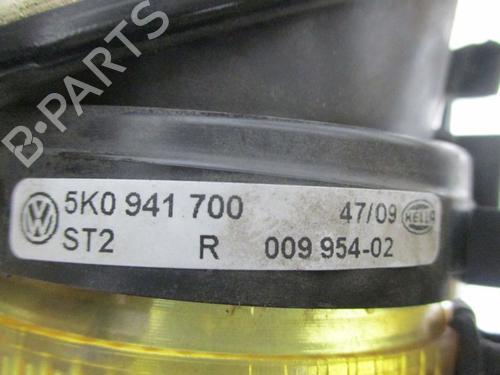 B-PARTS
5K0 941 700 47/09 HELLA
ST2 R 009 954-02